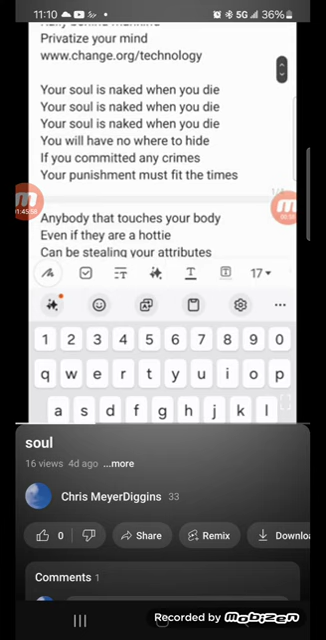 11:10
5G 36%
Privatize your mind
www.change.org/technology
Your soul is naked when you die
Your soul is naked when you die
Your soul is naked when you die
You will have no where to hide
If you committed any crimes
Your punishment must fit the times
Anybody that touches your body
Even if they are a hottie
Can be stealing your attributes
17
1 2 3 4 5 6 7 8 9 0
q w e r t y u i o p
a s d f g h j k l
soul
16 views 4d ago ...more
Chris MeyerDiggins 33
0 Share Remix
Comments 1
Recorded by mobizen